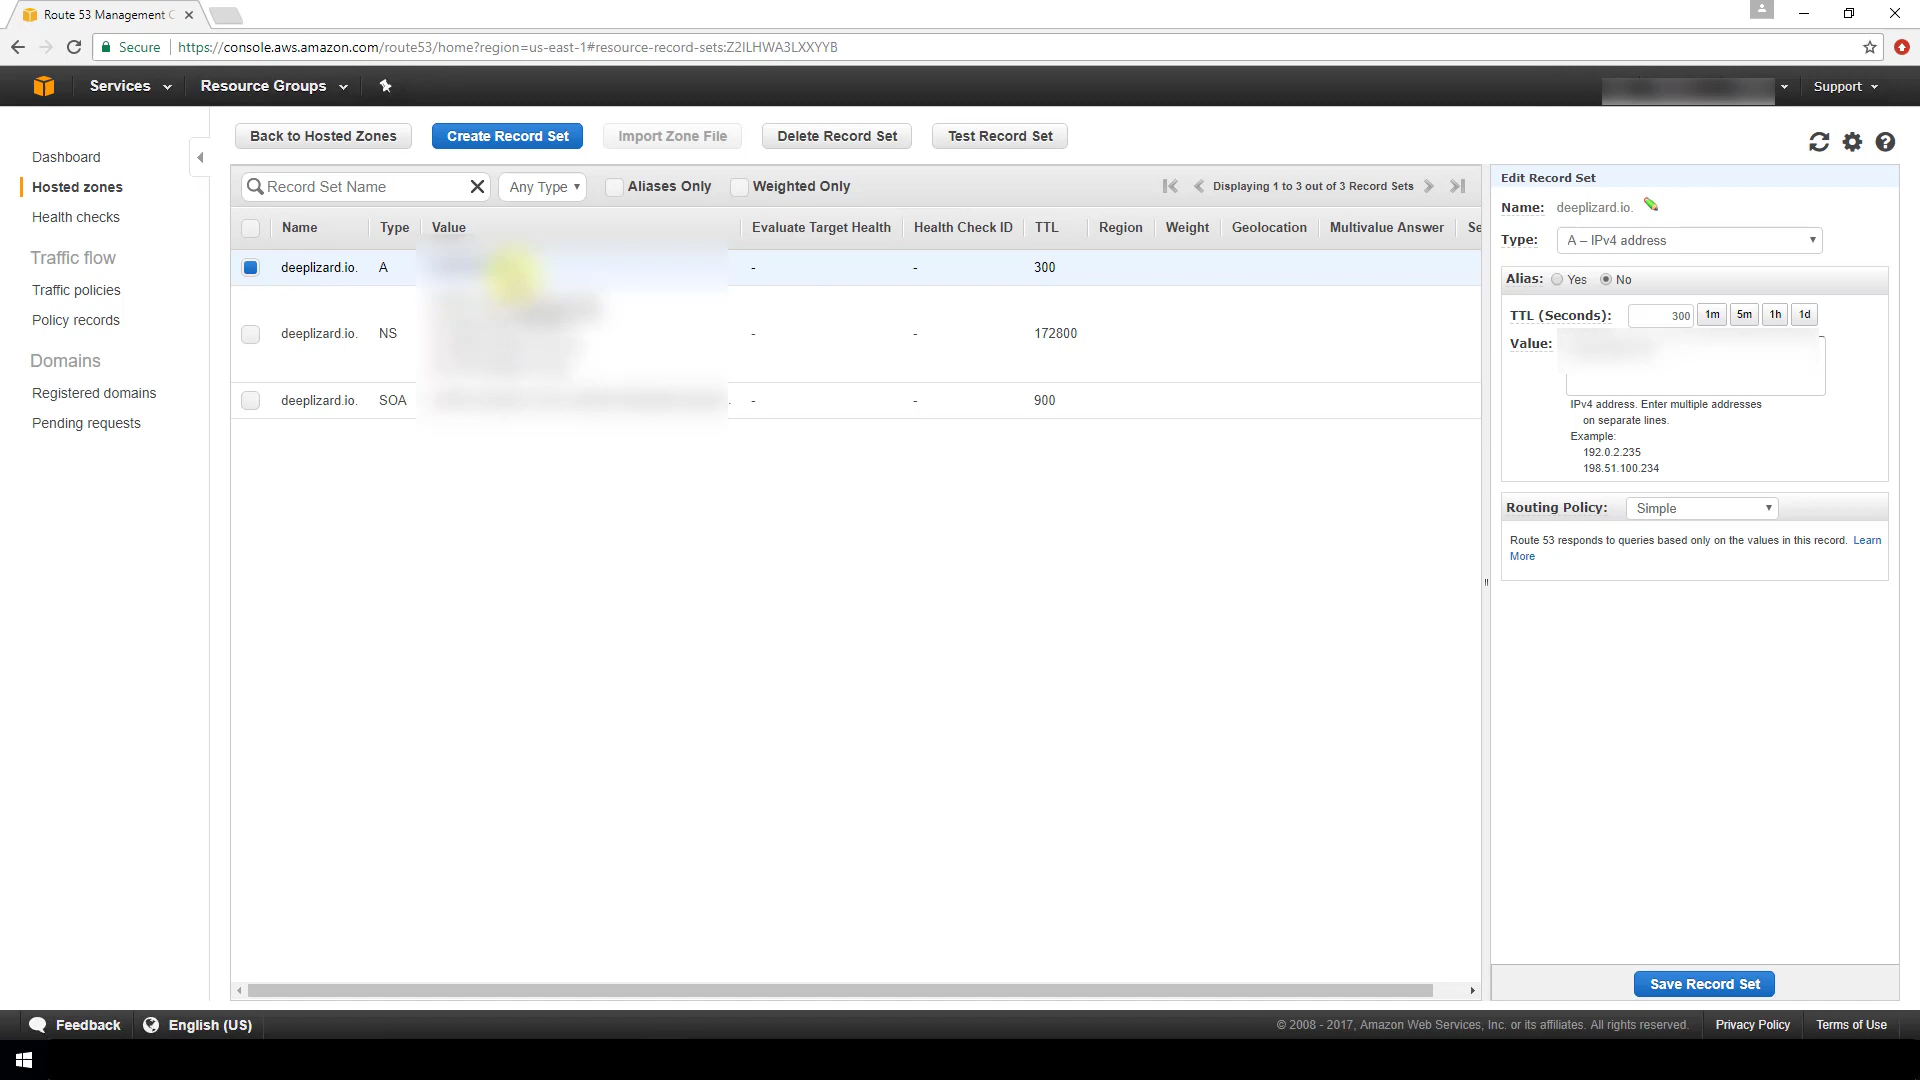 Route 53 Management C
Secure
https://console.aws.amazon.com/route53/home?region=us-east-1#resource-record-sets:Z2ILHWA3LXXYYB
Services
Resource Groups
Support
Back to Hosted Zones
Create Record Set
Import Zone File
Delete Record Set
Test Record Set
Dashboard
Hosted zones
Health checks
Traffic flow
Traffic policies
Policy records
Domains
Registered domains
Pending requests
Record Set Name
Any Type
Aliases Only
Weighted Only
Displaying 1 to 3 out of 3 Record Sets
Name Type Value Evaluate Target Health Health Check ID TTL Region Weight Geolocation Multivalue Answer Se
deeplizard.io. A - - 300
deeplizard.io. NS - - 172800
deeplizard.io. SOA - - 900
Edit Record Set
Name: deeplizard.io.
Type: A – IPv4 address
Alias: Yes No
TTL (Seconds): 300 1m 5m 1h 1d
Value:
IPv4 address. Enter multiple addresses
on separate lines.
Example:
192.0.2.235
198.51.100.234
Routing Policy: Simple
Route 53 responds to queries based only on the values in this record. Learn
More
Save Record Set
Feedback
English (US)
© 2008 - 2017, Amazon Web Services, Inc. or its affiliates. All rights reserved.
Privacy Policy
Terms of Use